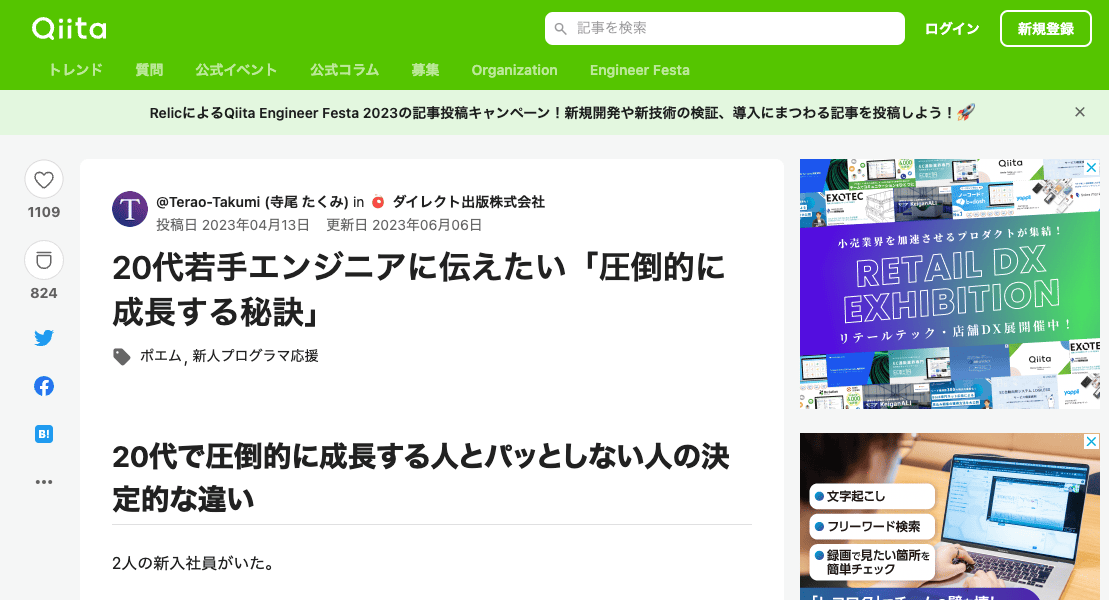 Qiita
記事を検索
ログイン
新規登録
トレンド 質問 公式イベント 公式コラム 募集 Organization Engineer Festa
RelicによるQiita Engineer Festa 2023の記事投稿キャンペーン！新規開発や新技術の検証、導入にまつわる記事を投稿しよう！🚀
1109
824
B!
T
@Terao-Takumi (寺尾 たくみ) in ダイレクト出版株式会社
投稿日 2023年04月13日 更新日 2023年06月06日
20代若手エンジニアに伝えたい「圧倒的に
成長する秘訣」
ポエム, 新人プログラマ応援
20代で圧倒的に成長する人とパッとしない人の決
定的な違い
2人の新入社員がいた。
Qiita
EXOTEC
KeiganALI
小売業界を加速させるプロダクトが集結！
RETAIL DX
EXHIBITION
リテールテック・店舗DX展開催中！
EXOTE
Qiita
yappli
KeiganALI
文字起こし
フリーワード検索
録画で見たい箇所を
簡単チェック